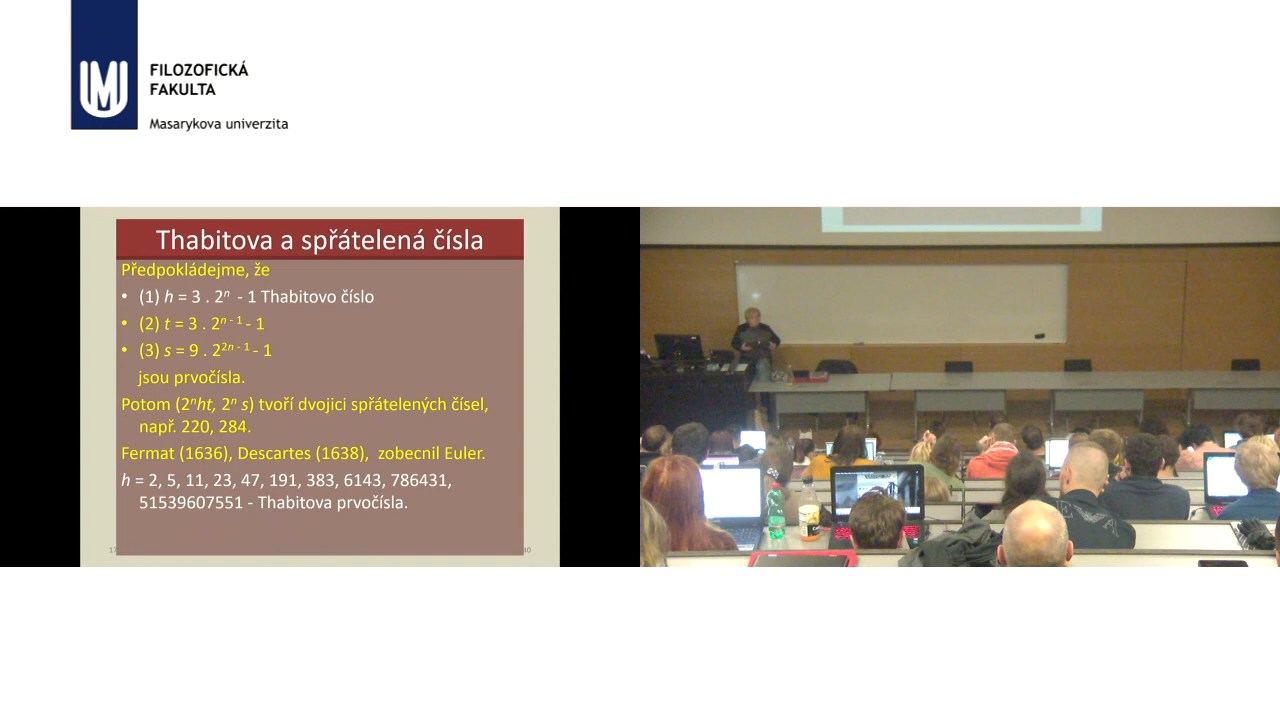 FILOZOFICKÁ
FAKULTA
Masarykova univerzita
Thabitova a spřátelená čísla
Předpokládejme, že
• (1) h = 3 . 2ⁿ - 1 Thabitovo číslo
• (2) t = 3 . 2ⁿ⁻¹ - 1
• (3) s = 9 . 2²ⁿ⁻¹ - 1
jsou prvočísla.
Potom (2ⁿht, 2ⁿ s) tvoří dvojici spřátelených čísel,
např. 220, 284.
Fermat (1636), Descartes (1638), zobecnil Euler.
h = 2, 5, 11, 23, 47, 191, 383, 6143, 786431,
51539607551 - Thabitova prvočísla.